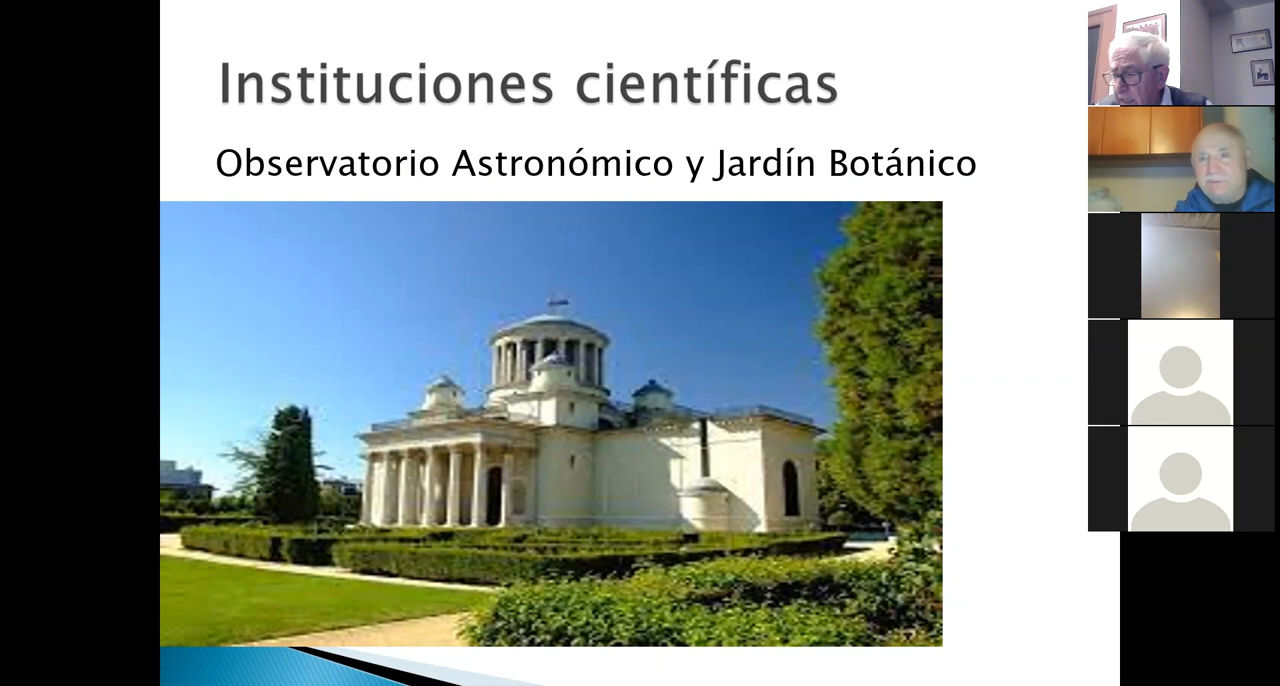 Instituciones científicas
Observatorio Astronómico y Jardín Botánico